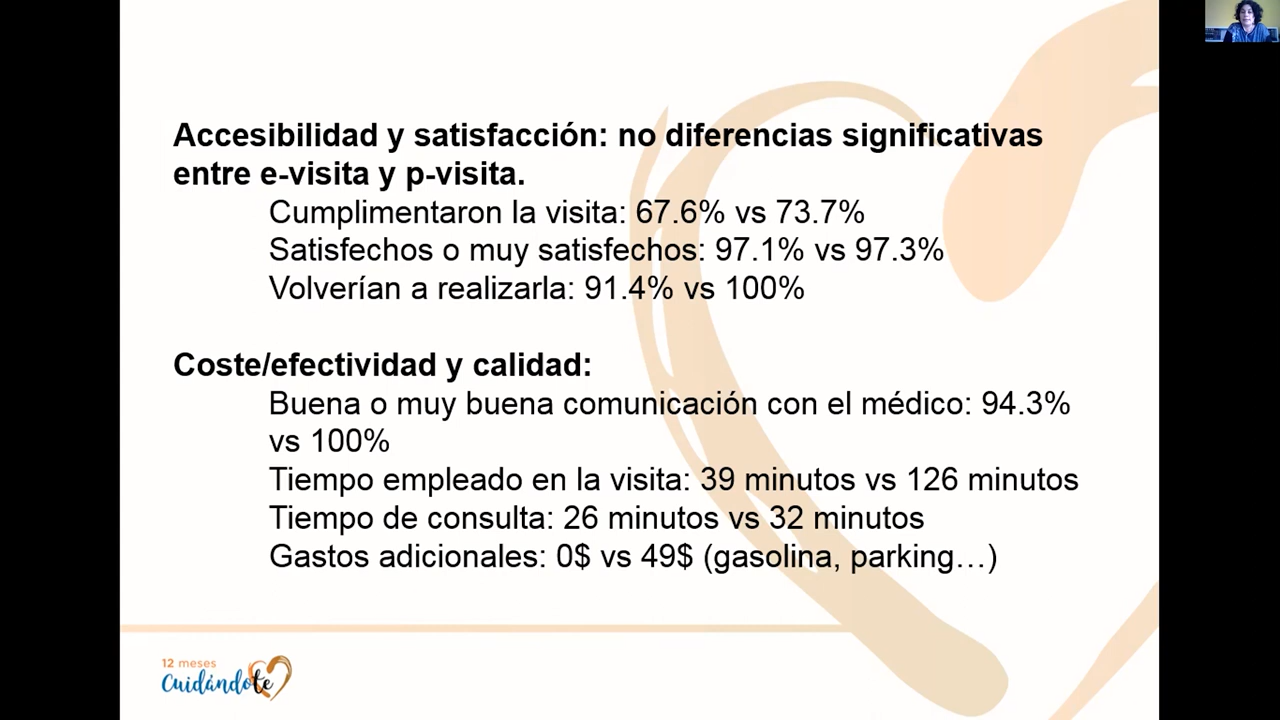 Accesibilidad y satisfacción: no diferencias significativas
entre e-visita y p-visita.
Cumplimentaron la visita: 67.6% vs 73.7%
Satisfechos o muy satisfechos: 97.1% vs 97.3%
Volverían a realizarla: 91.4% vs 100%
Coste/efectividad y calidad:
Buena o muy buena comunicación con el médico: 94.3%
vs 100%
Tiempo empleado en la visita: 39 minutos vs 126 minutos
Tiempo de consulta: 26 minutos vs 32 minutos
Gastos adicionales: 0$ vs 49$ (gasolina, parking…)
12 meses
Cuidándote